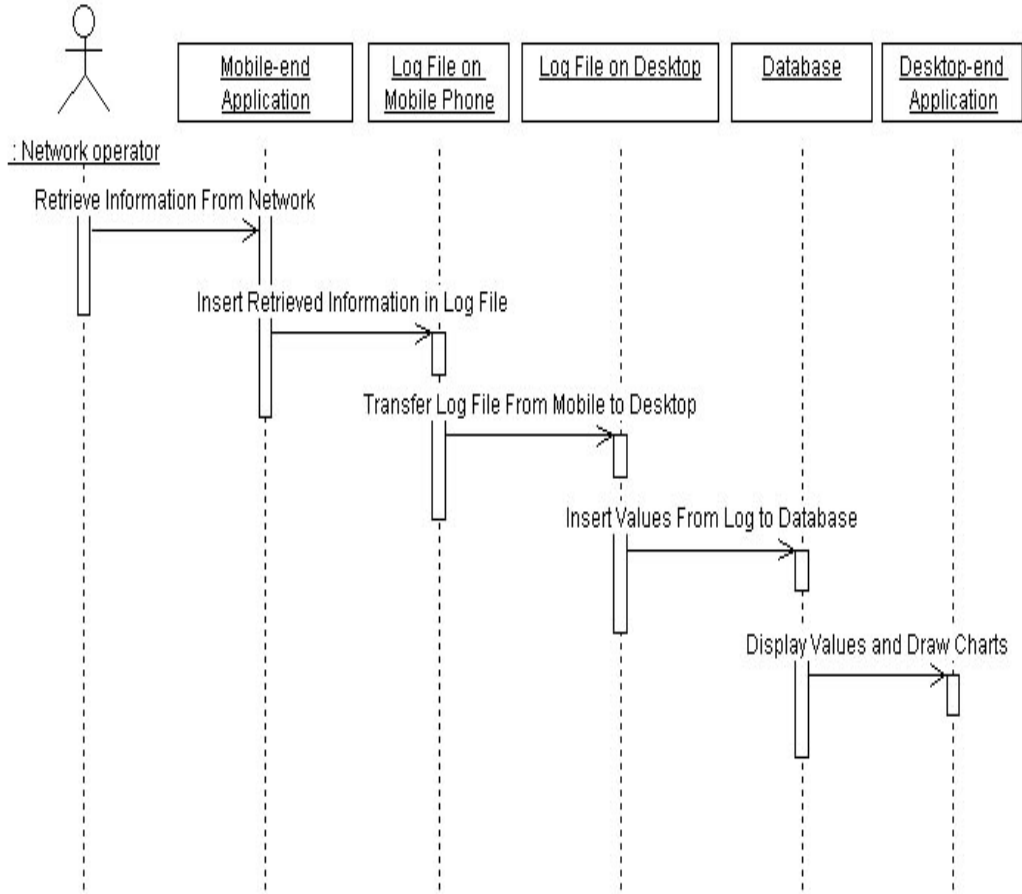 Mobile-end
Application
Log File on
Mobile Phone
Log File on Desktop
Database
Desktop-end
Application
: Network operator
Retrieve Information From Network
Insert Retrieved Information in Log File
Transfer Log File From Mobile to Desktop
Insert Values From Log to Database
Display Values and Draw Charts